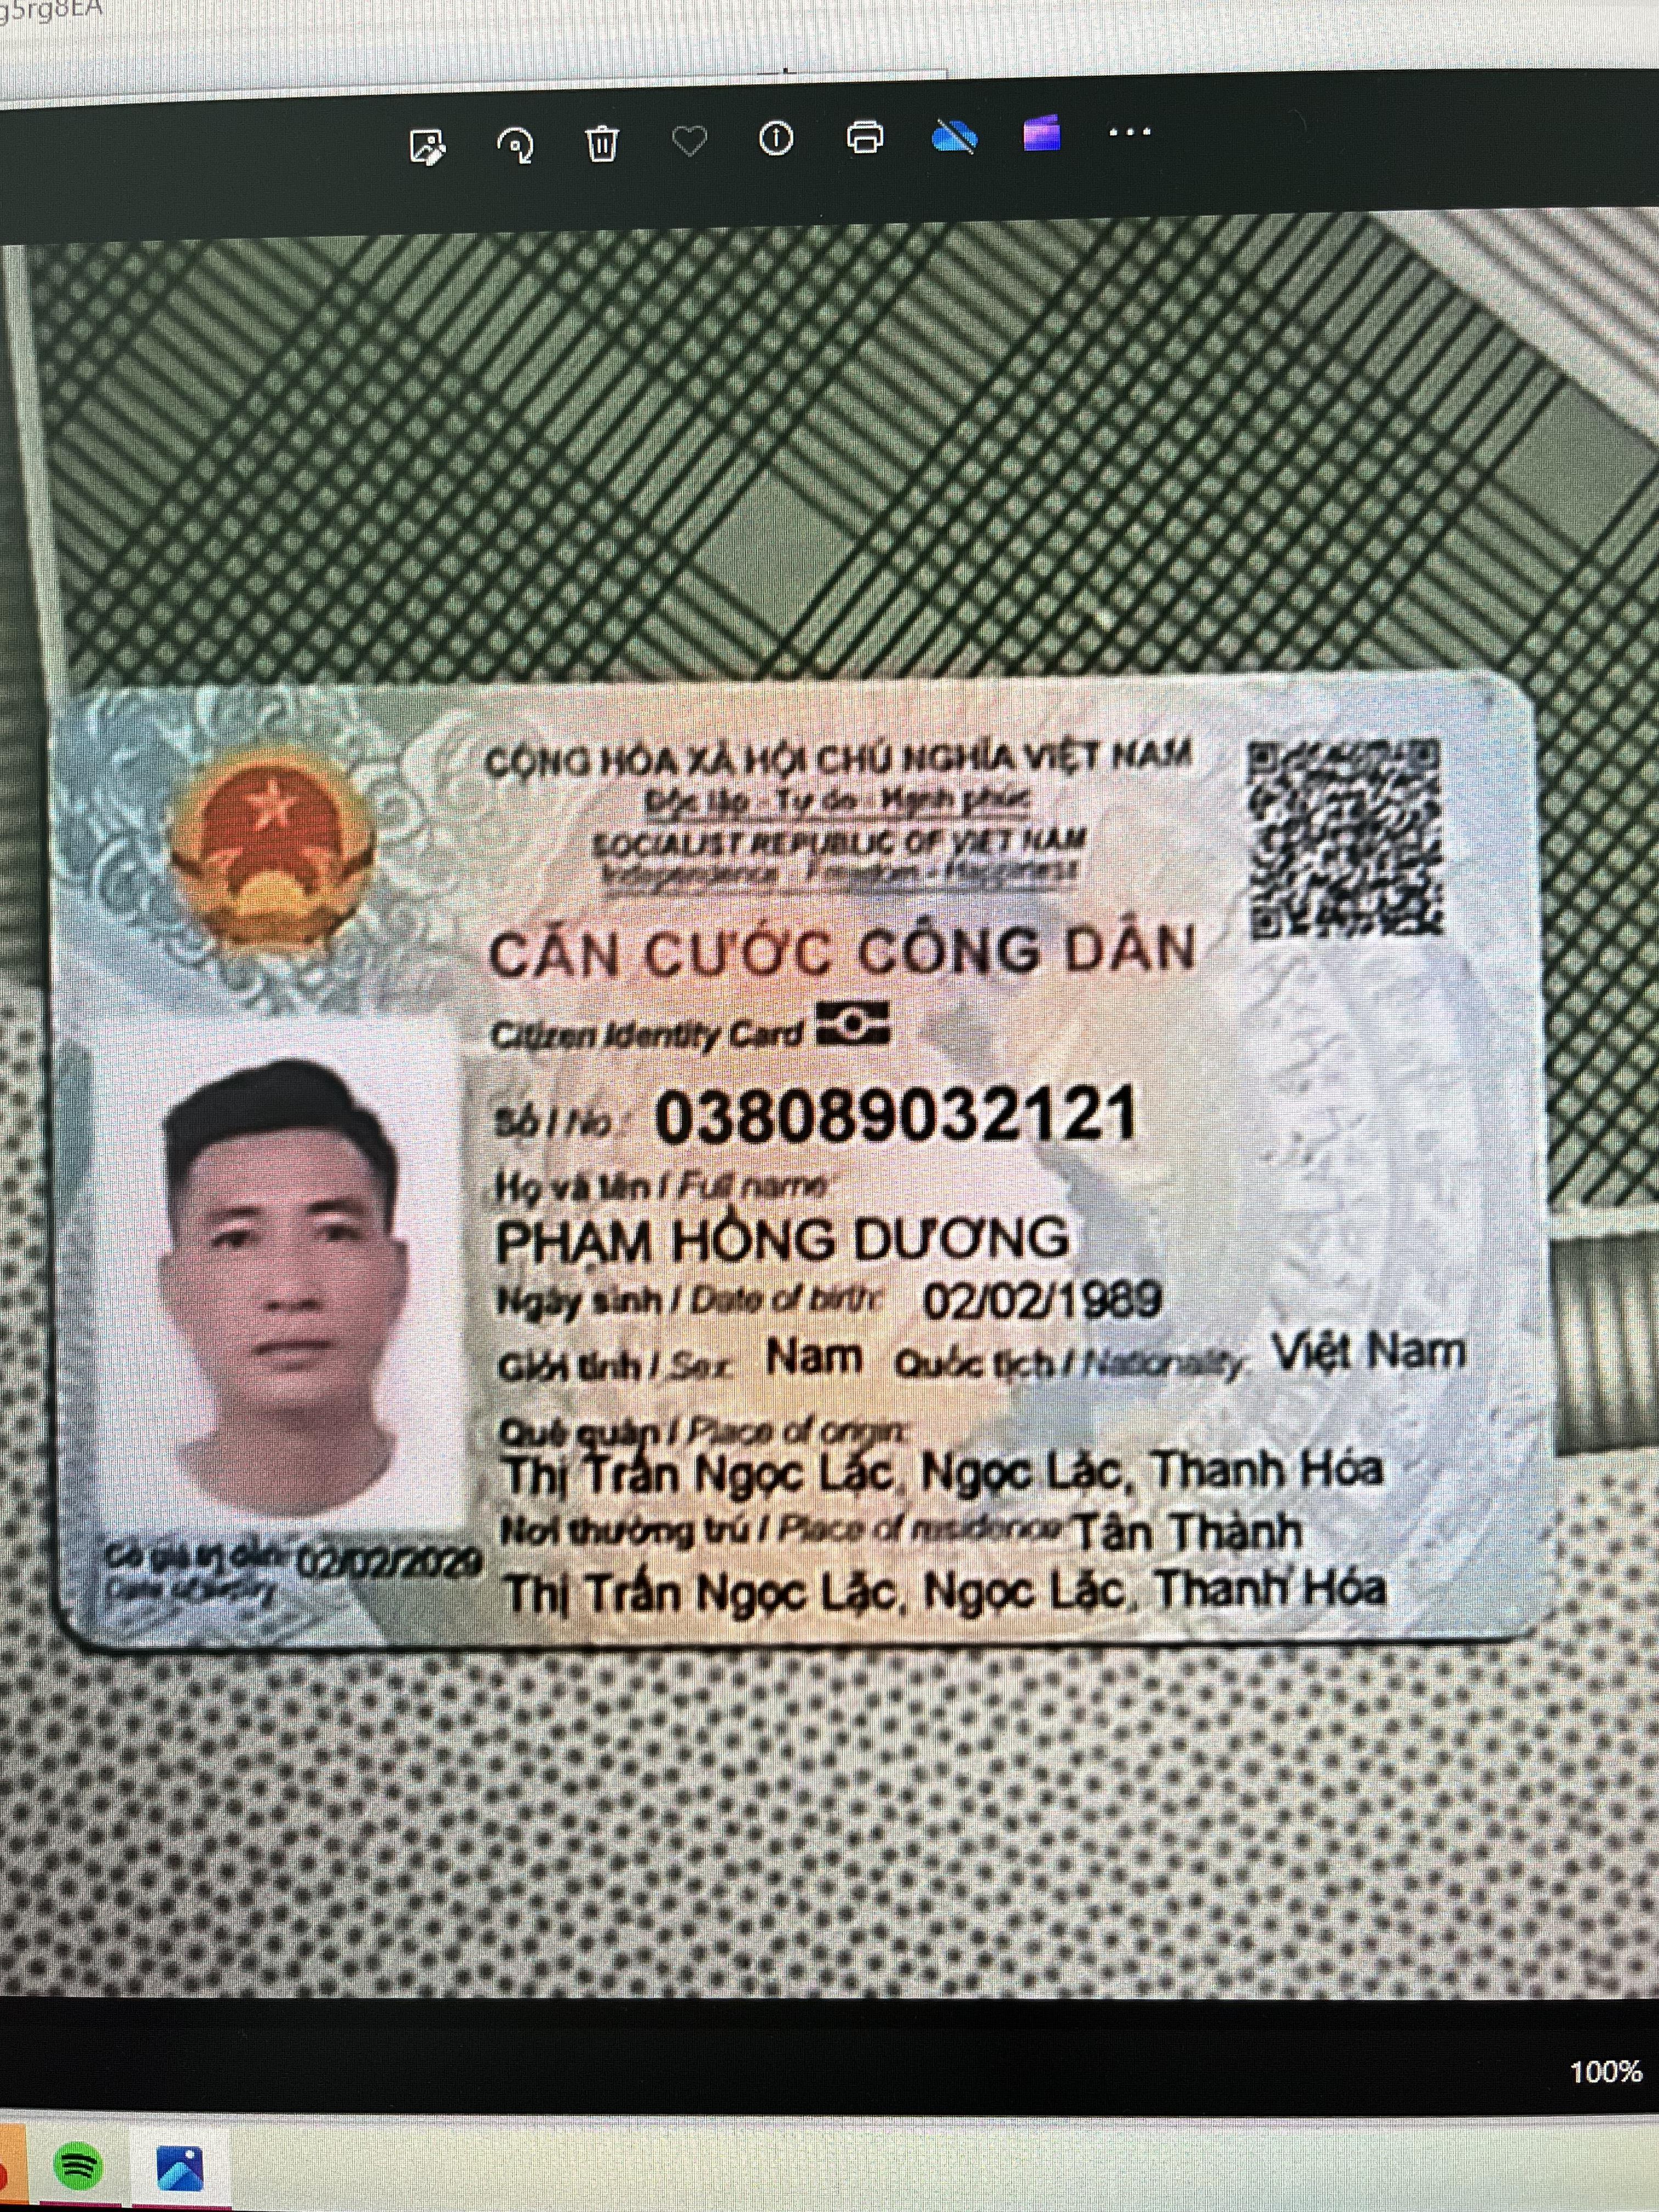 g5rg8EA
CỘNG HÒA XÃ HỘI CHỦ NGHĨA VIỆT NAM
Độc lập - Tự do - Hạnh phúc
SOCIALIST REPUBLIC OF VIET NAM
Independence - Freedom - Happiness
CĂN CƯỚC CÔNG DÂN
Citizen Identity Card
Số / No.: 038089032121
Họ và tên / Full name:
PHẠM HỒNG DƯƠNG
Ngày sinh / Date of birth: 02/02/1989
Giới tính / Sex: Nam Quốc tịch / Nationality: Việt Nam
Quê quán / Place of origin:
Thị Trấn Ngọc Lặc, Ngọc Lặc, Thanh Hóa
Nơi thường trú / Place of residence: Tân Thành
Thị Trấn Ngọc Lặc, Ngọc Lặc, Thanh Hóa
Có giá trị đến: 02/02/2029
Date of expiry
100%